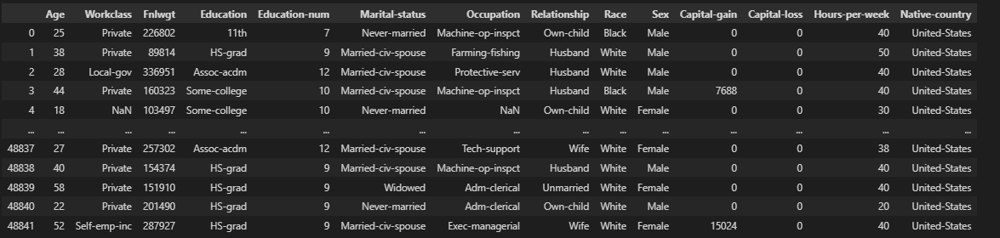 Age Workclass Fnlwgt Education Education-num Marital-status Occupation Relationship Race Sex Capital-gain Capital-loss Hours-per-week Native-country
0 25 Private 226802 11th 7 Never-married Machine-op-inspct Own-child Black Male 0 0 40 United-States
1 38 Private 89814 HS-grad 9 Married-civ-spouse Farming-fishing Husband White Male 0 0 50 United-States
2 28 Local-gov 336951 Assoc-acdm 12 Married-civ-spouse Protective-serv Husband White Male 0 0 40 United-States
3 44 Private 160323 Some-college 10 Married-civ-spouse Machine-op-inspct Husband Black Male 7688 0 40 United-States
4 18 NaN 103497 Some-college 10 Never-married NaN Own-child White Female 0 0 30 United-States
... ... ... ... ... ... ... ... ... ... ... ... ... ... ...
48837 27 Private 257302 Assoc-acdm 12 Married-civ-spouse Tech-support Wife White Female 0 0 38 United-States
48838 40 Private 154374 HS-grad 9 Married-civ-spouse Machine-op-inspct Husband White Male 0 0 40 United-States
48839 58 Private 151910 HS-grad 9 Widowed Adm-clerical Unmarried White Female 0 0 40 United-States
48840 22 Private 201490 HS-grad 9 Never-married Adm-clerical Own-child White Male 0 0 20 United-States
48841 52 Self-emp-inc 287927 HS-grad 9 Married-civ-spouse Exec-managerial Wife White Female 15024 0 40 United-States